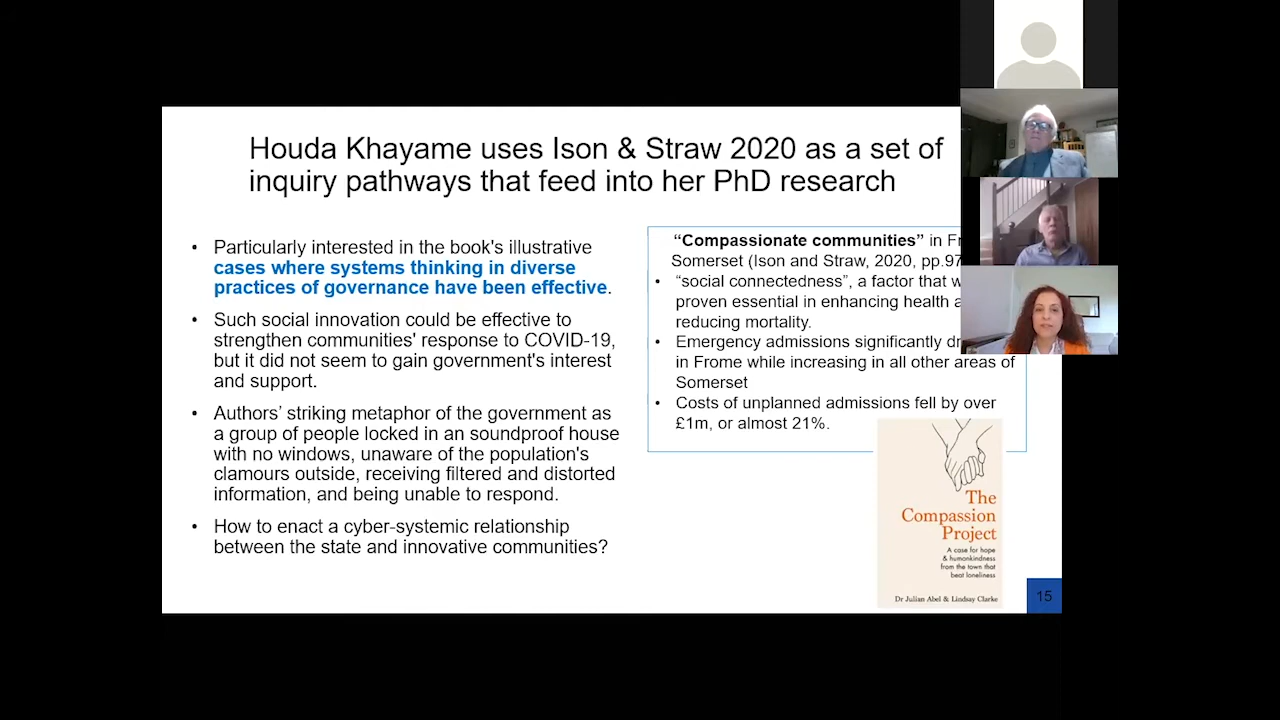 Houda Khayame uses Ison & Straw 2020 as a set of
inquiry pathways that feed into her PhD research
• Particularly interested in the book's illustrative
cases where systems thinking in diverse
practices of governance have been effective.
• Such social innovation could be effective to
strengthen communities' response to COVID-19,
but it did not seem to gain government's interest
and support.
• Authors' striking metaphor of the government as
a group of people locked in an soundproof house
with no windows, unaware of the population's
clamours outside, receiving filtered and distorted
information, and being unable to respond.
• How to enact a cyber-systemic relationship
between the state and innovative communities?
“Compassionate communities” in
Somerset (Ison and Straw, 2020, pp.97
• “social connectedness”, a factor that
proven essential in enhancing health
reducing mortality.
• Emergency admissions significantly
in Frome while increasing in all other areas of
Somerset
• Costs of unplanned admissions fell by over
£1m, or almost 21%.
The
Compassion
Project
A case for hope
& humankindness
from the town that
beat loneliness
Dr Julian Abel & Lindsay Clarke
15